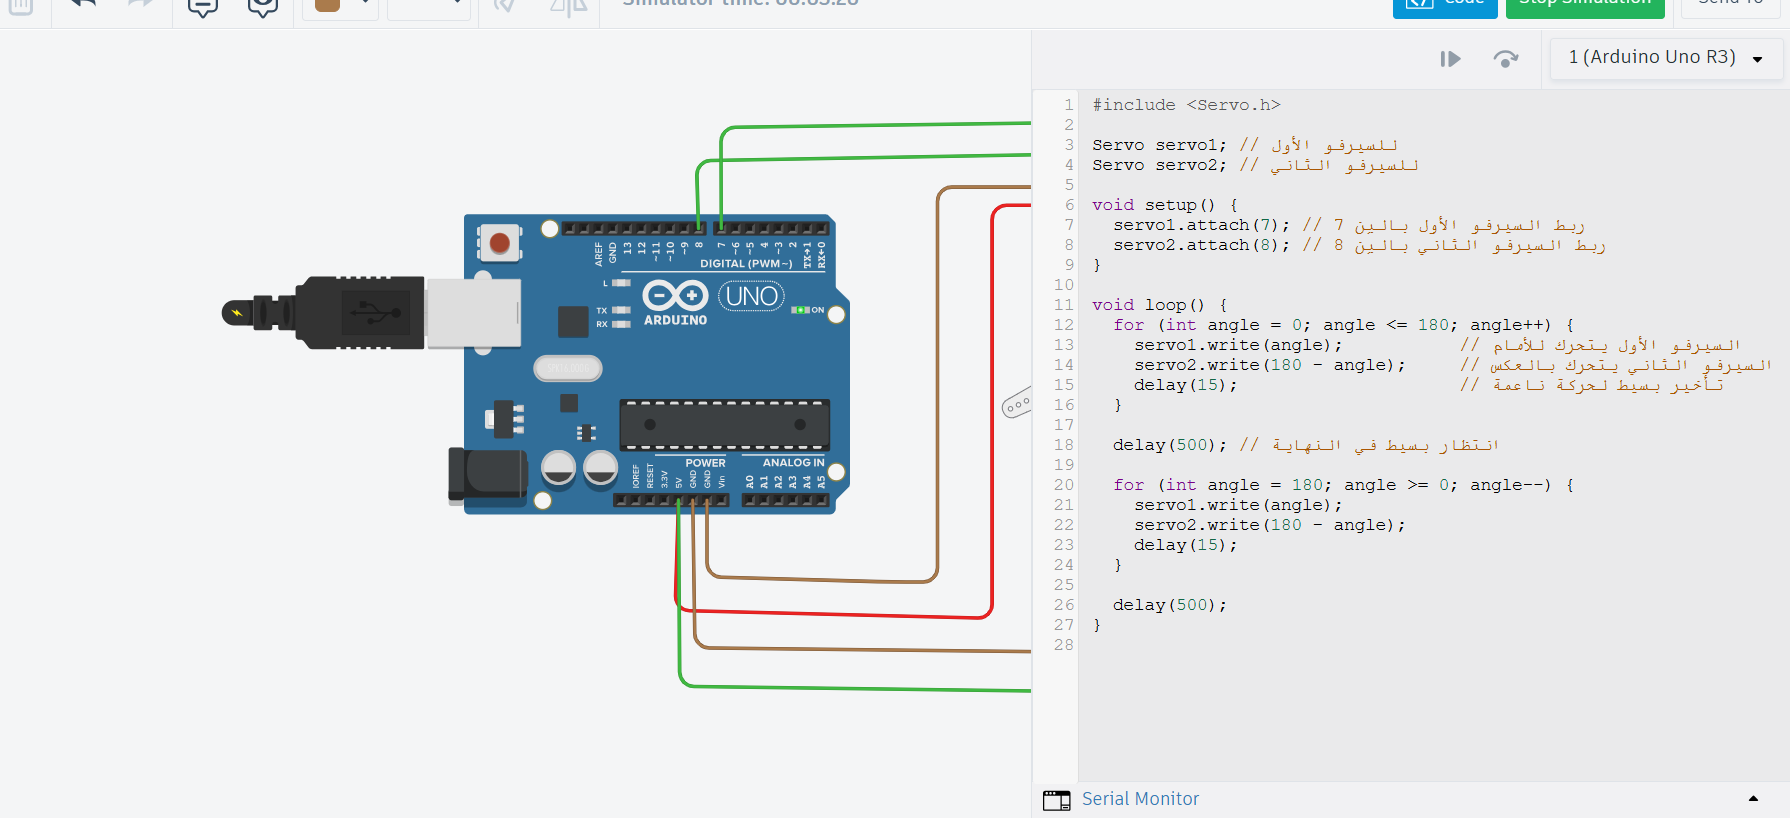 Simulator time: 00:05:20
Code
Stop Simulation
Send To
1 (Arduino Uno R3)
1 #include <Servo.h>
2
3 Servo servo1; // للسيرفو الأول
4 Servo servo2; // للسيرفو الثاني
5
6 void setup() {
7 servo1.attach(7); // ربط السيرفو الأول بالين 7
8 servo2.attach(8); // ربط السيرفو الثاني بالين 8
9 }
10
11 void loop() {
12 for (int angle = 0; angle <= 180; angle++) {
13 servo1.write(angle); // السيرفو الأول يتحرك للأمام
14 servo2.write(180 - angle); // السيرفو الثاني يتحرك بالعكس
15 delay(15); // تأخير بسيط لحركة ناعمة
16 }
17
18 delay(500); // انتظار بسيط في النهاية
19
20 for (int angle = 180; angle >= 0; angle--) {
21 servo1.write(angle);
22 servo2.write(180 - angle);
23 delay(15);
24 }
25
26 delay(500);
27 }
28
Serial Monitor
AREF GND 13 12 ~11 ~10 ~9 8 7 ~6 ~5 4 ~3 2 TX→1 RX←0
DIGITAL (PWM~)
L
TX
RX
ARDUINO
UNO
ON
POWER
ANALOG IN
IOREF RESET 3.3V 5V GND GND Vin A0 A1 A2 A3 A4 A5